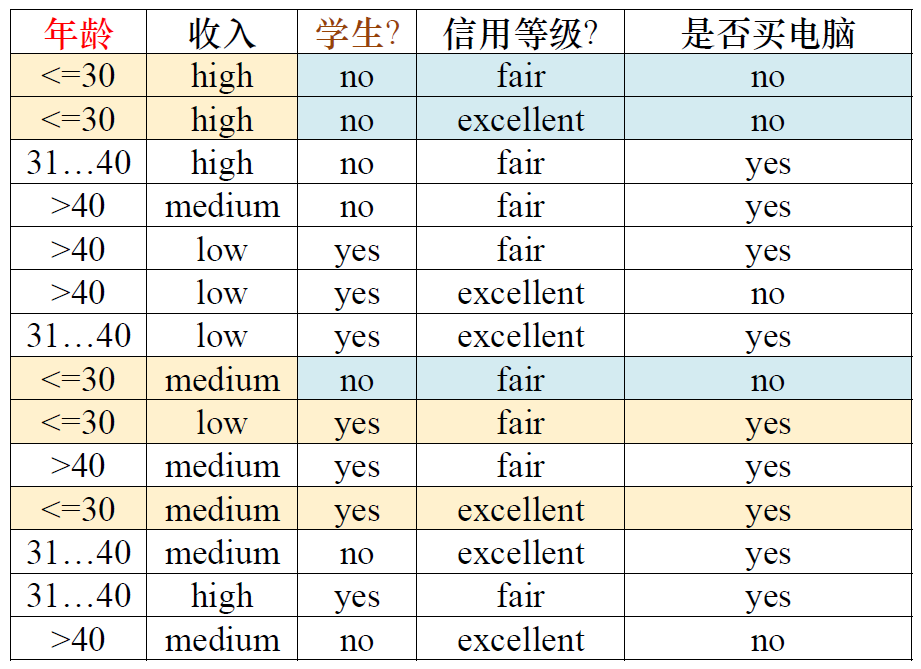 年龄 收入 学生? 信用等级? 是否买电脑
<=30 high no fair no
<=30 high no excellent no
31…40 high no fair yes
>40 medium no fair yes
>40 low yes fair yes
>40 low yes excellent no
31…40 low yes excellent yes
<=30 medium no fair no
<=30 low yes fair yes
>40 medium yes fair yes
<=30 medium yes excellent yes
31…40 medium no excellent yes
31…40 high yes fair yes
>40 medium no excellent no